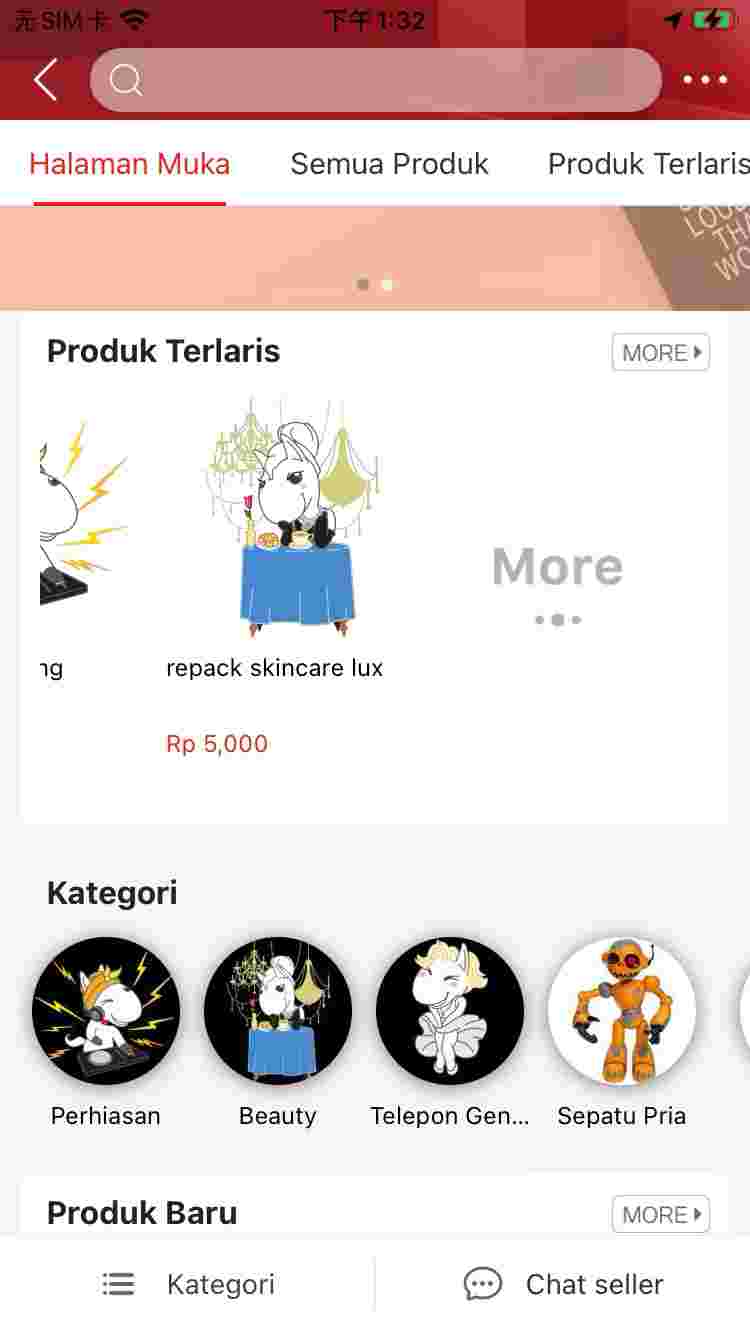 无SIM卡
下午1:32
Halaman Muka
Semua Produk
Produk Terlaris
THA
Produk Terlaris
MORE
ng
repack skincare lux
Rp 5,000
More
Kategori
Perhiasan
Beauty
Telepon Gen...
Sepatu Pria
Produk Baru
MORE
Kategori
Chat seller